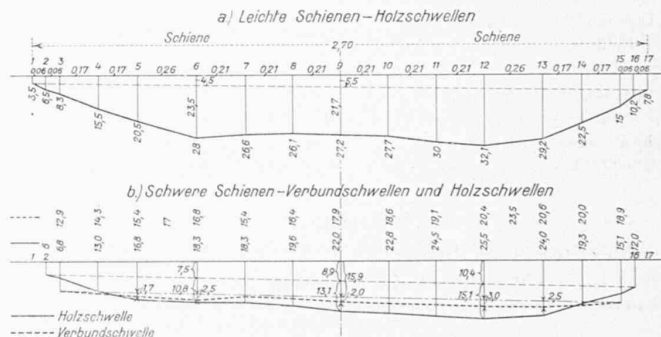 a.) Leichte Schienen-Holzschwellen
Schiene Schiene
2,70
1 2 3 4 5 6 7 8 9 10 11 12 13 14 15 16 17
0,06 0,06 0,17 0,17 0,26 0,21 0,21 0,21 0,21 0,21 0,21 0,26 0,17 0,17 0,06 0,06
4,5 5,5
3,5 6,5 8,3 15,5 20,5 23,5 28 26,6 26,1 21,7 27,2 27,7 30 32,1 29,2 22,5 15 10,2 7,8
b.) Schwere Schienen-Verbundschwellen und Holzschwellen
12,9 14,3 15,4 17 16,8 15,4 16,4 17,9 18,6 19,1 20,4 23,5 20,6 20,0 18,9
6 6,8 13,0 16,8 18,3 18,3 19,6 22,0 22,8 24,5 25,5 24,0 19,3 15,1 12,0
1 2 16 17
7,5 8,9 15,9 10,4
3,7 10,8 2,5 13,1 2,0 15,1 3,0 2,5
Holzschwelle
Verbundschwelle